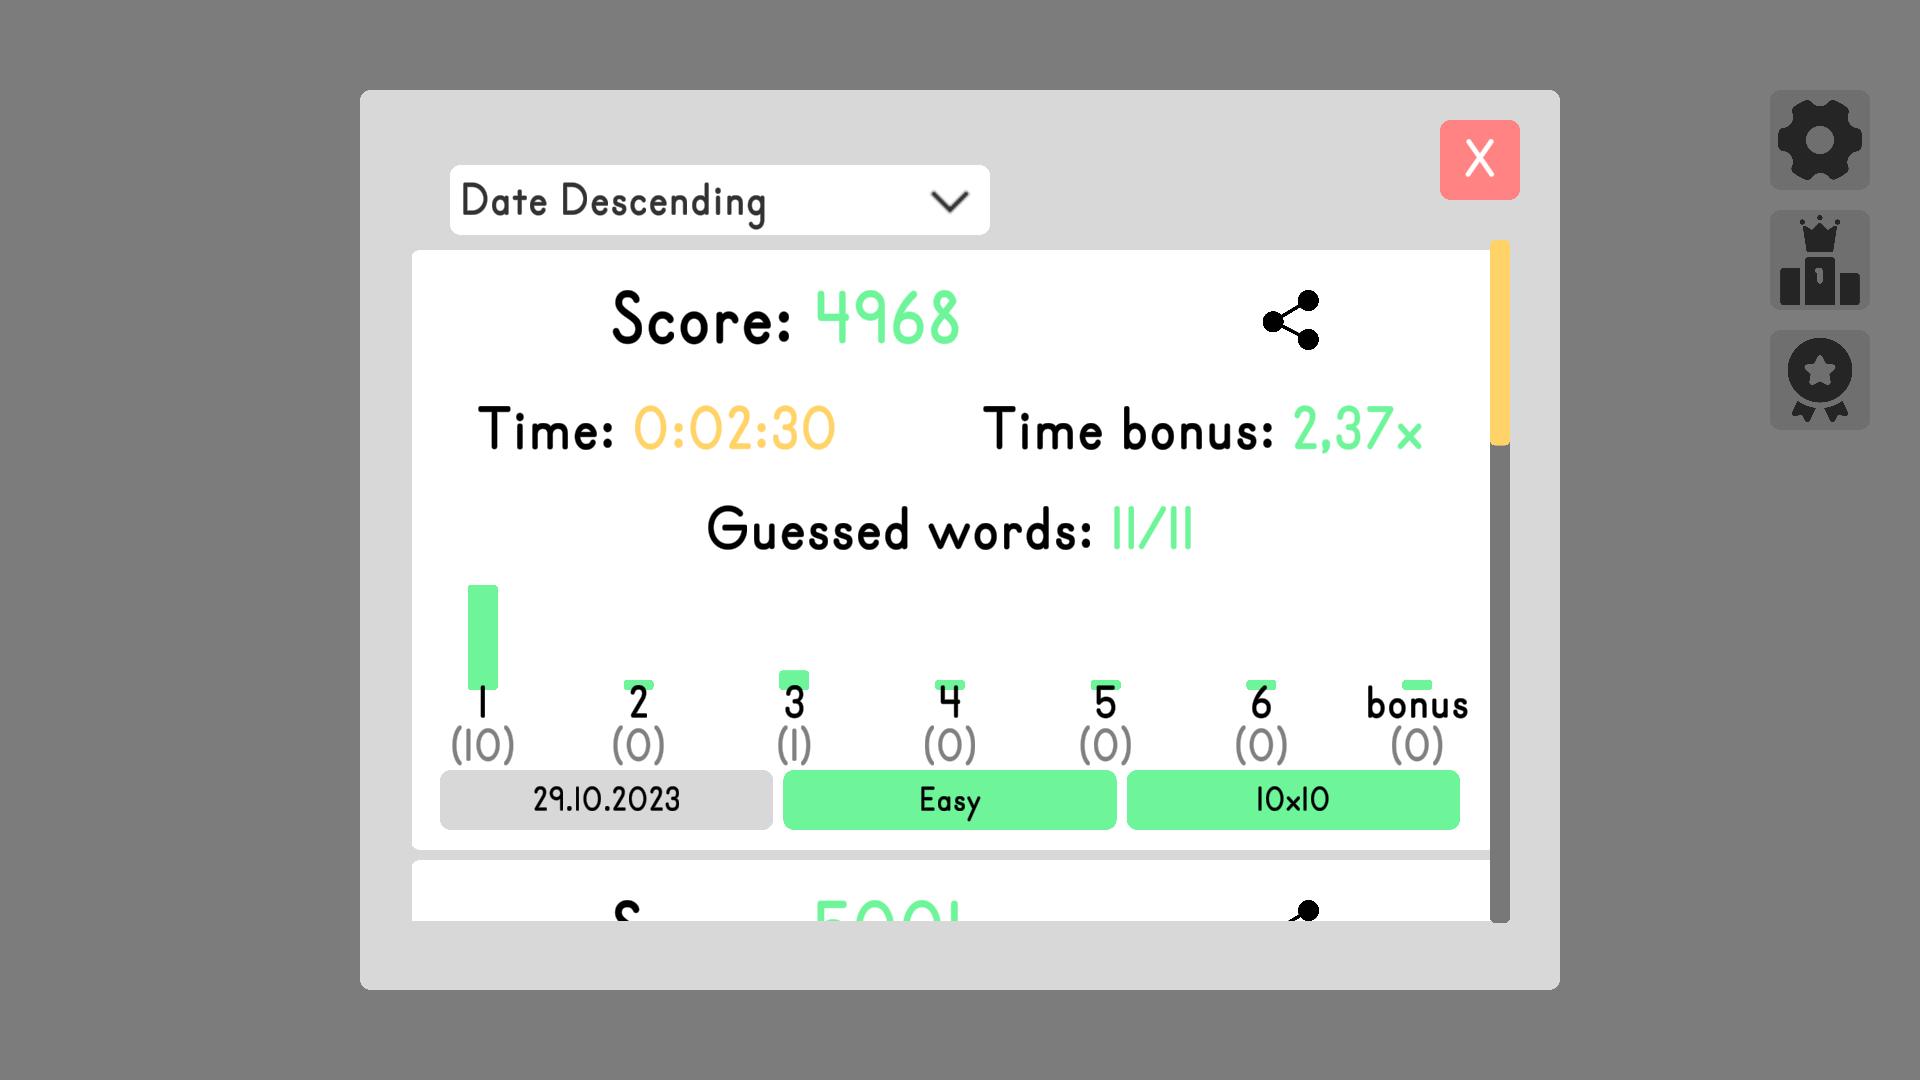 X
Date Descending
Score: 4968
Time: 0:02:30 Time bonus: 2,37x
Guessed words: 11/11
1 2 3 4 5 6 bonus
(10) (0) (1) (0) (0) (0) (0)
29.10.2023 Easy 10x10
1